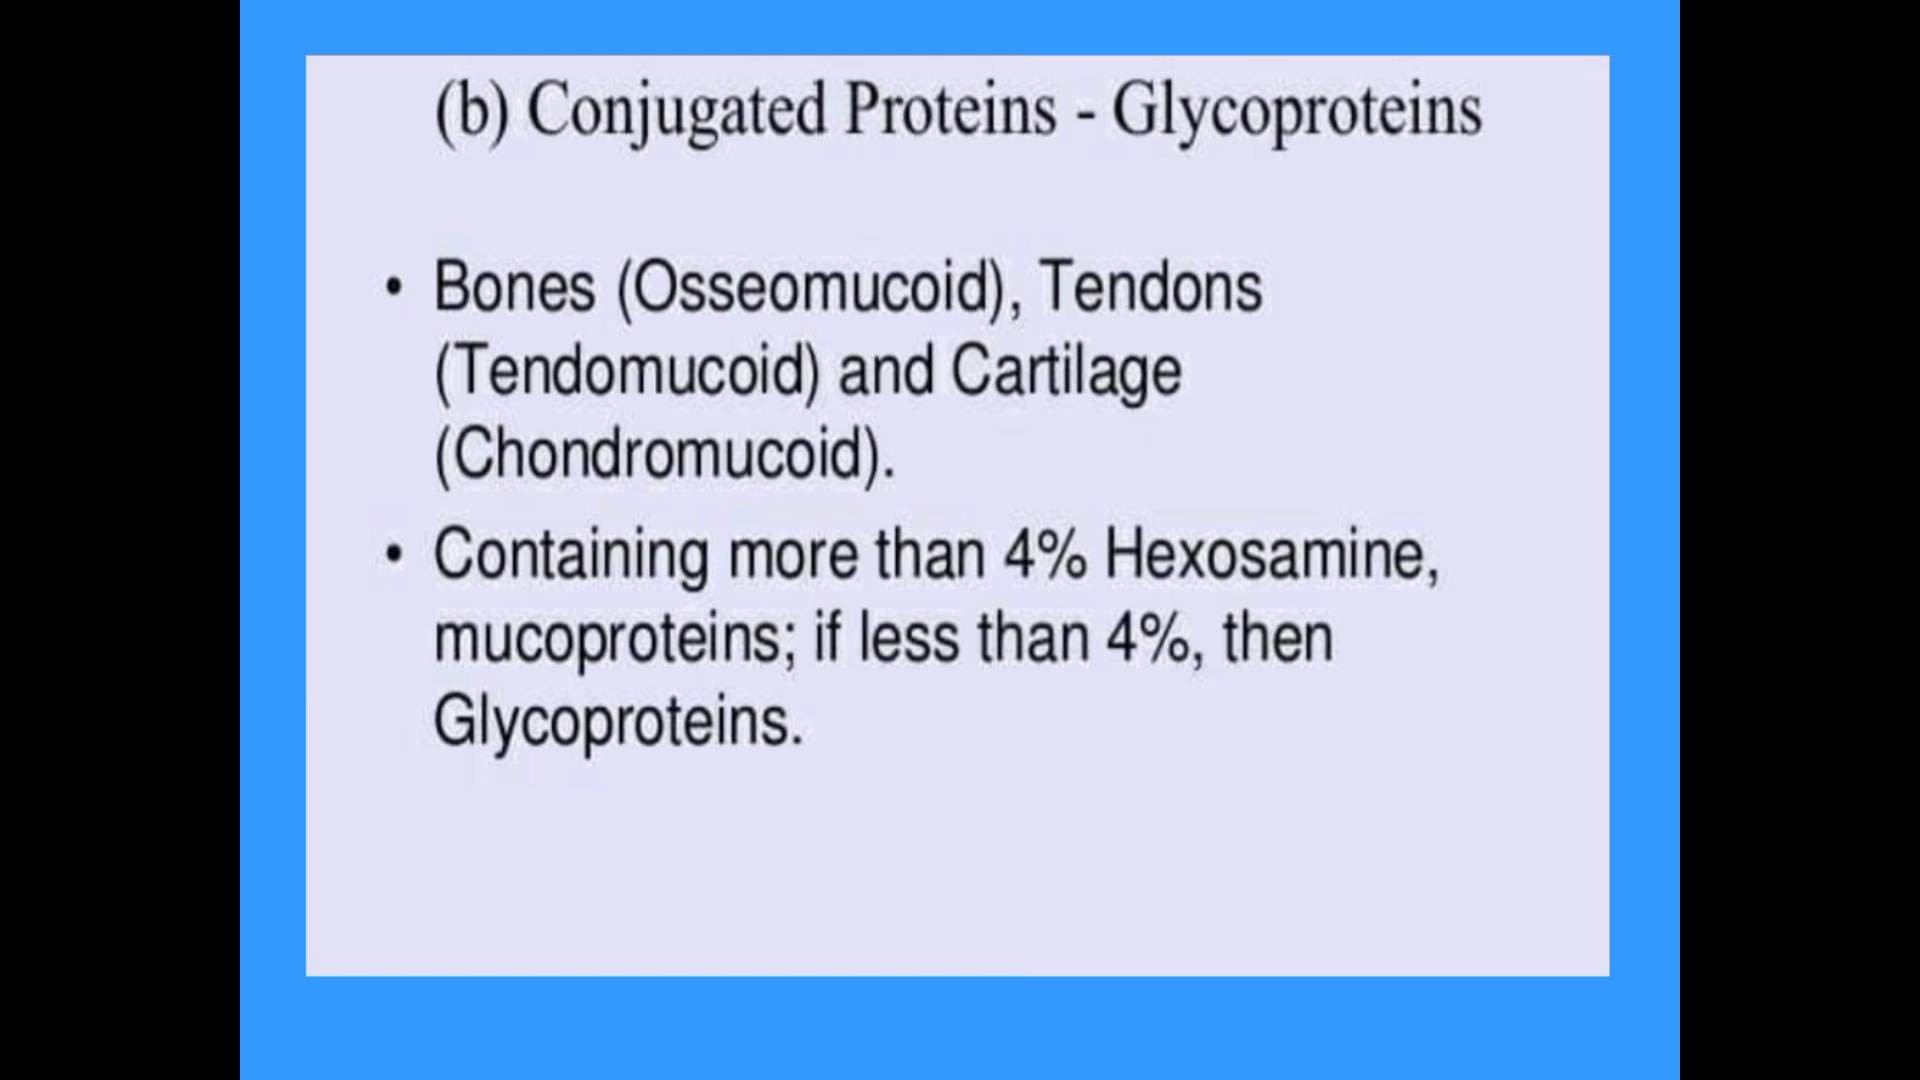 (b) Conjugated Proteins - Glycoproteins
• Bones (Osseomucoid), Tendons
(Tendomucoid) and Cartilage
(Chondromucoid).
• Containing more than 4% Hexosamine,
mucoproteins; if less than 4%, then
Glycoproteins.